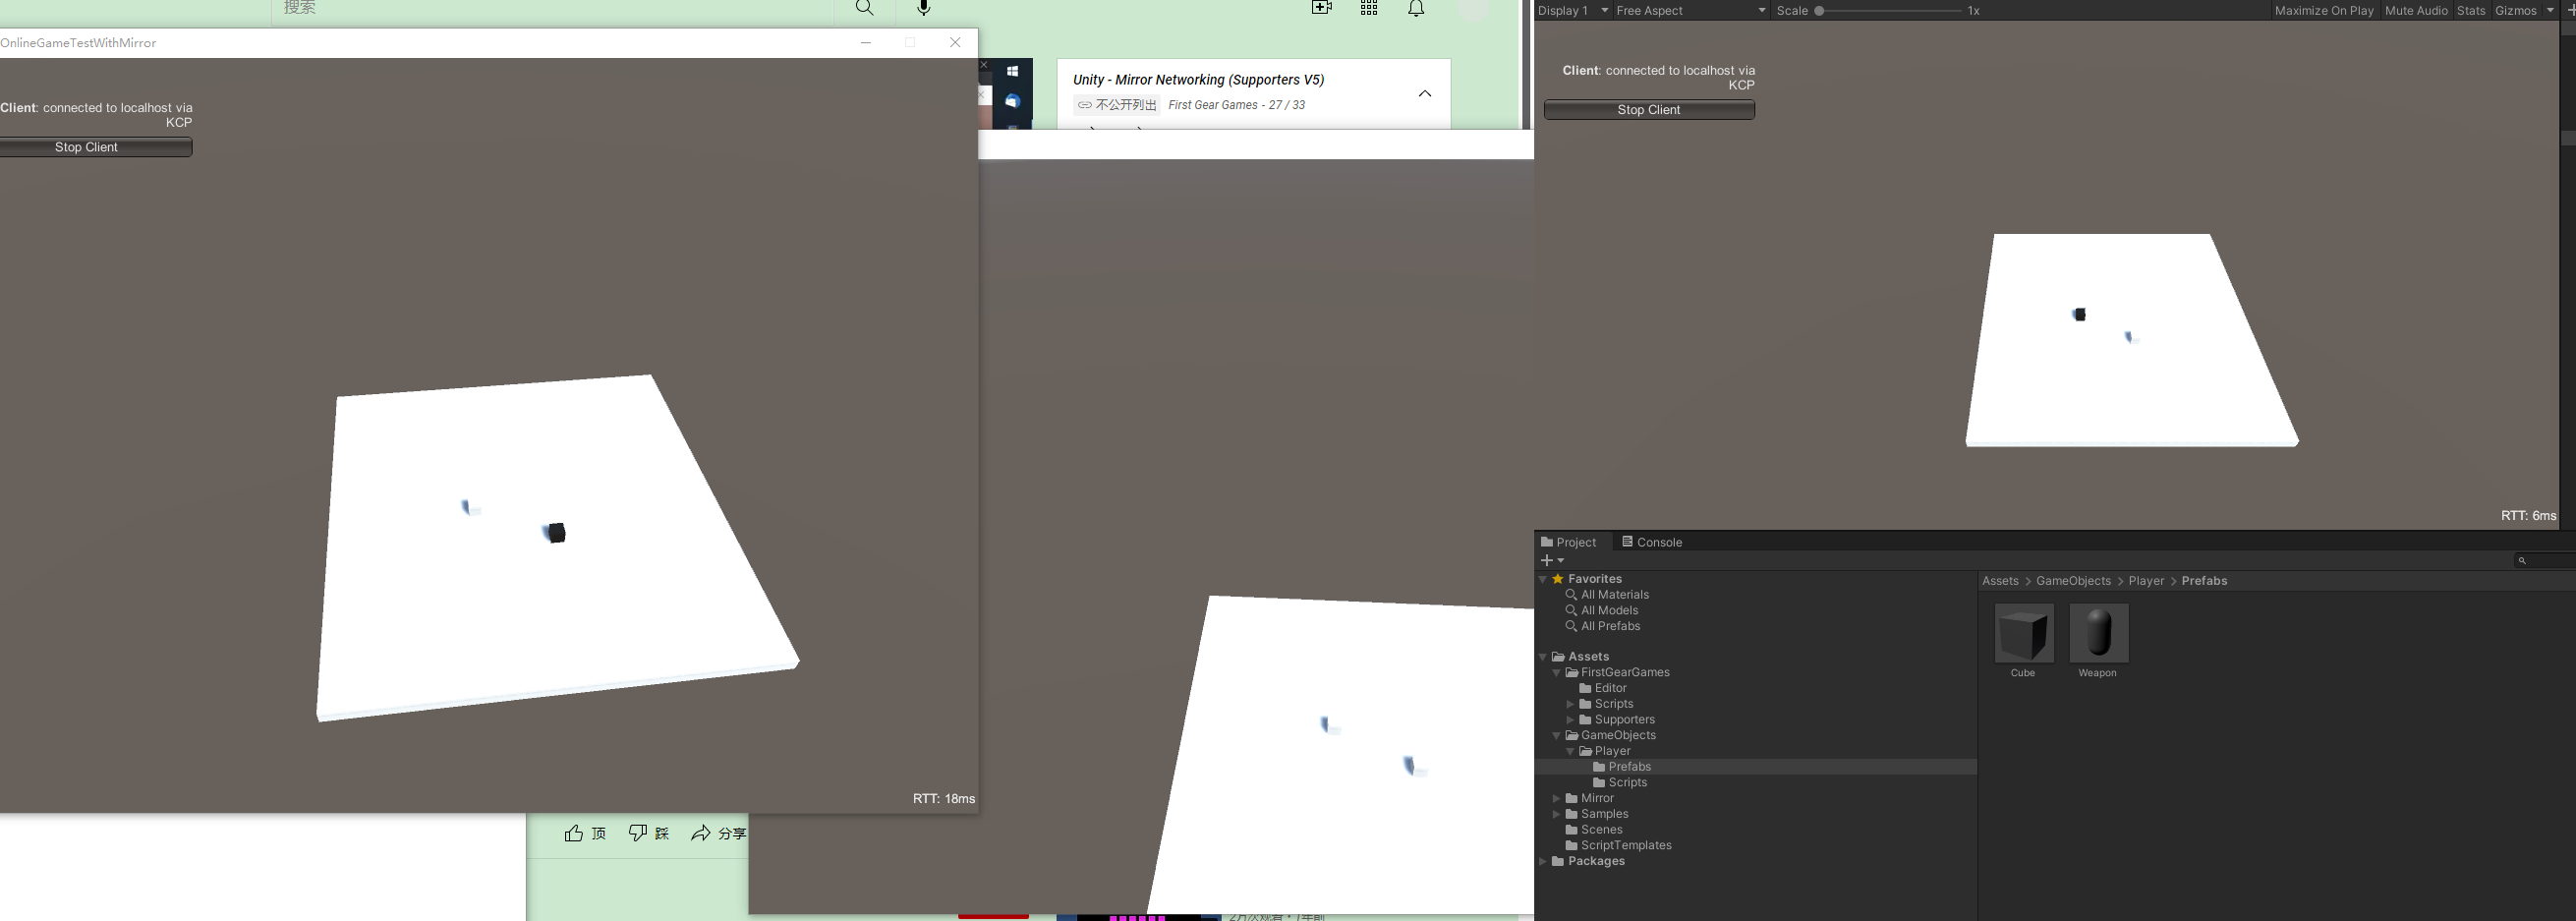 搜索
OnlineGameTestWithMirror
Client: connected to localhost via
KCP
Stop Client
RTT: 18ms
Unity - Mirror Networking (Supporters V5)
不公开列出 First Gear Games - 27 / 33
顶 踩 分享
Display 1 Free Aspect Scale 1x Maximize On Play Mute Audio Stats Gizmos
Client: connected to localhost via
KCP
Stop Client
RTT: 6ms
Project Console
Favorites
All Materials
All Models
All Prefabs
Assets
FirstGearGames
Editor
Scripts
Supporters
GameObjects
Player
Prefabs
Scripts
Mirror
Samples
Scenes
ScriptTemplates
Packages
Assets > GameObjects > Player > Prefabs
Cube Weapon